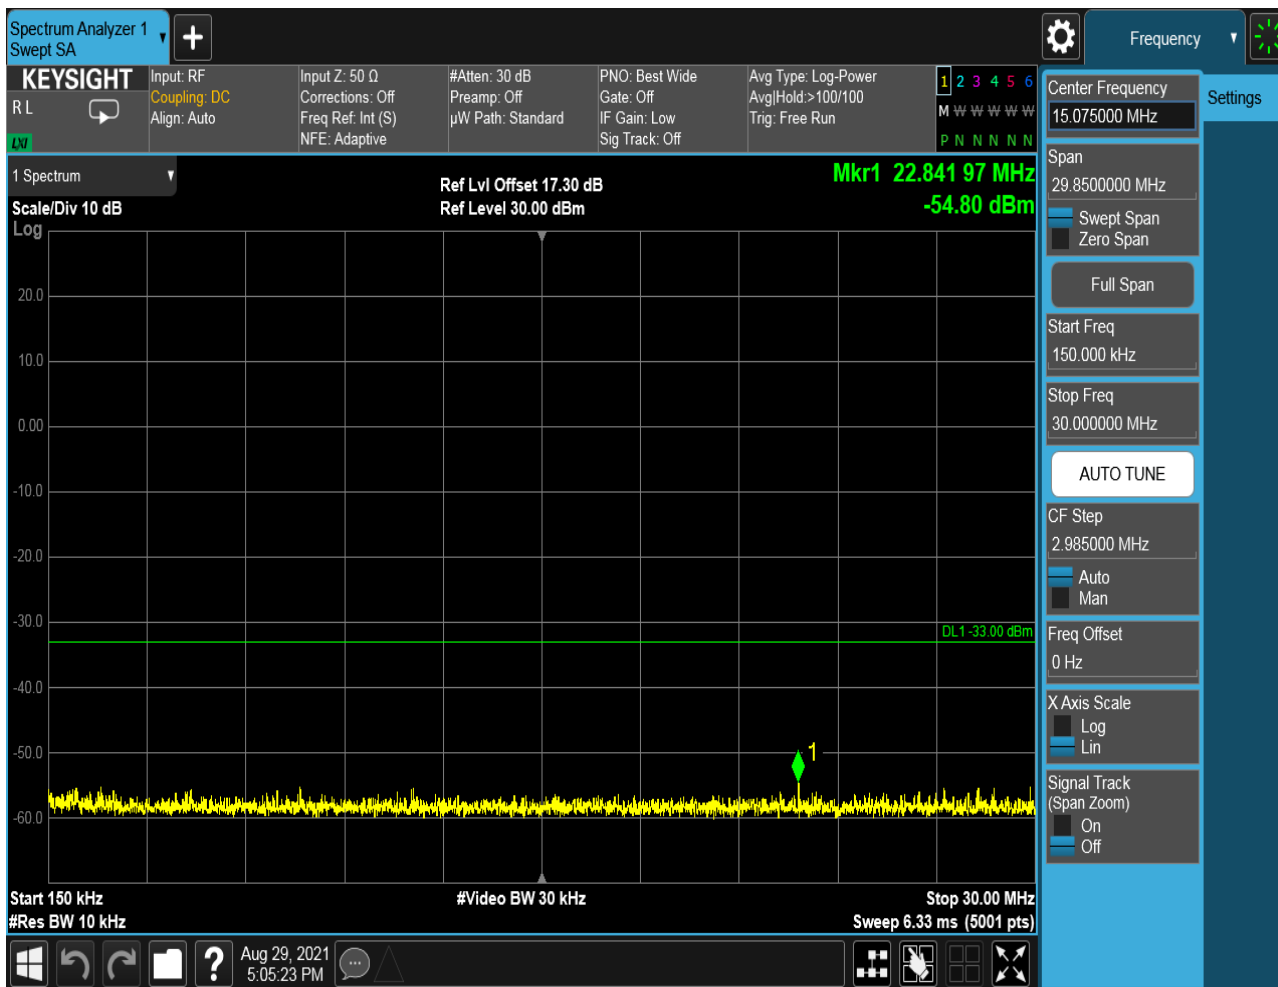 Spectrum Analyzer 1
Swept SA
Frequency
KEYSIGHT
R L
LXI
Input: RF
Coupling: DC
Align: Auto
Input Z: 50 Ω
Corrections: Off
Freq Ref: Int (S)
NFE: Adaptive
#Atten: 30 dB
Preamp: Off
µW Path: Standard
PNO: Best Wide
Gate: Off
IF Gain: Low
Sig Track: Off
Avg Type: Log-Power
Avg|Hold:>100/100
Trig: Free Run
1 2 3 4 5 6
M W W W W W
P N N N N N
1 Spectrum
Scale/Div 10 dB
Log
Ref Lvl Offset 17.30 dB
Ref Level 30.00 dBm
Mkr1 22.841 97 MHz
-54.80 dBm
20.0
10.0
0.00
-10.0
-20.0
-30.0
DL1 -33.00 dBm
-40.0
-50.0
1
-60.0
Start 150 kHz
#Video BW 30 kHz
Stop 30.00 MHz
#Res BW 10 kHz
Sweep 6.33 ms (5001 pts)
?
Aug 29, 2021
5:05:23 PM
Center Frequency
15.075000 MHz
Settings
Span
29.8500000 MHz
Swept Span
Zero Span
Full Span
Start Freq
150.000 kHz
Stop Freq
30.000000 MHz
AUTO TUNE
CF Step
2.985000 MHz
Auto
Man
Freq Offset
0 Hz
X Axis Scale
Log
Lin
Signal Track
(Span Zoom)
On
Off